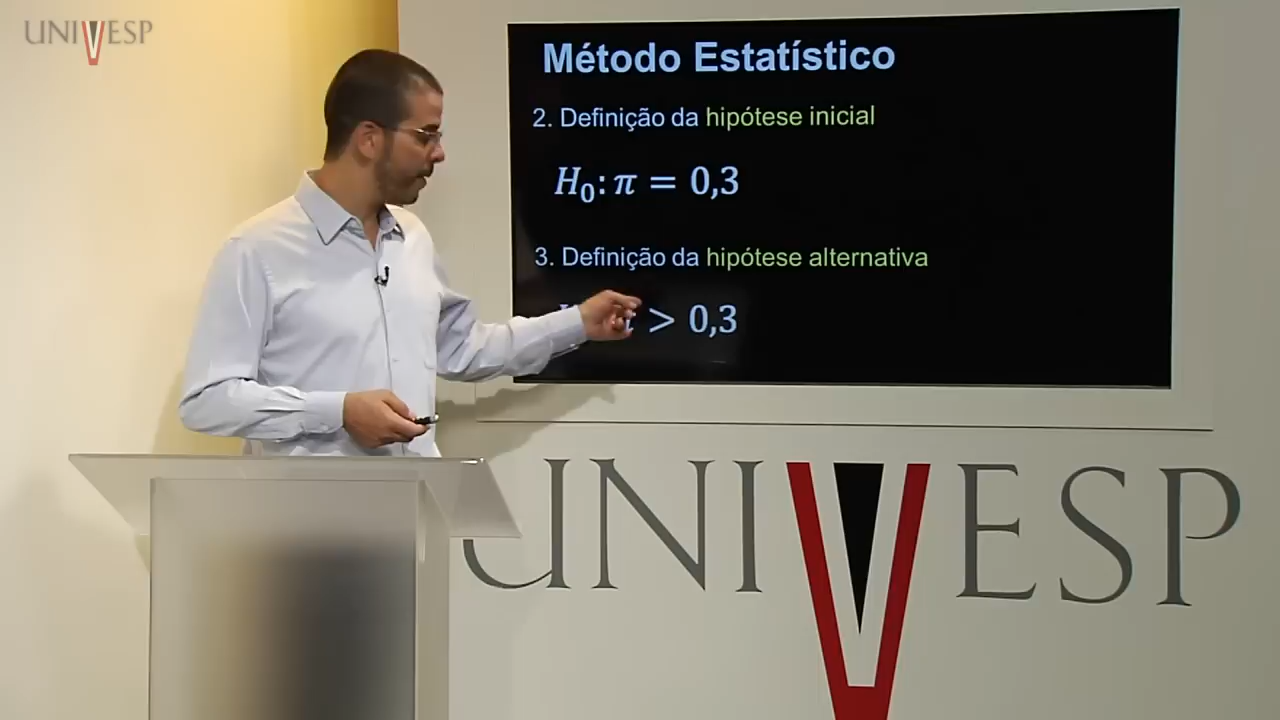 UNIVESP
Método Estatístico
2. Definição da hipótese inicial
H₀: π = 0,3
3. Definição da hipótese alternativa
> 0,3
UNIVESP